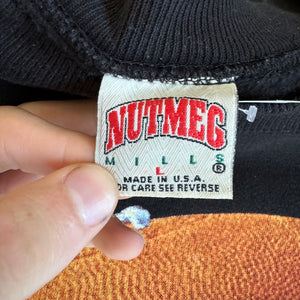 NUTMEG
MILLS
L ®
MADE IN U.S.A.
FOR CARE SEE REVERSE